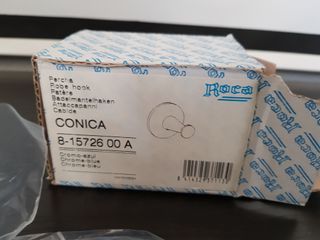 Percha
Robe hook
Patère
Bademantelhaken
Attaccapanni
Cabide
Roca
CONICA
8-15726 00 A
Cromo-azul
Chrome-blue
Chrome-bleu